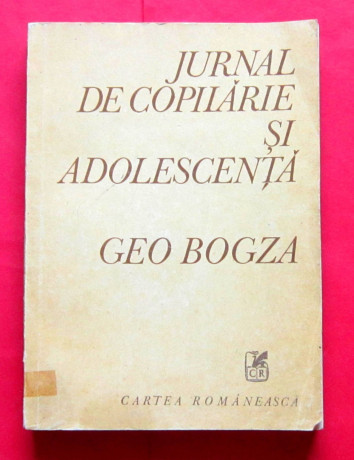 JURNAL
DE COPILĂRIE
ȘI
ADOLESCENȚĂ
GEO BOGZA
CR
CARTEA ROMÂNEASCĂ